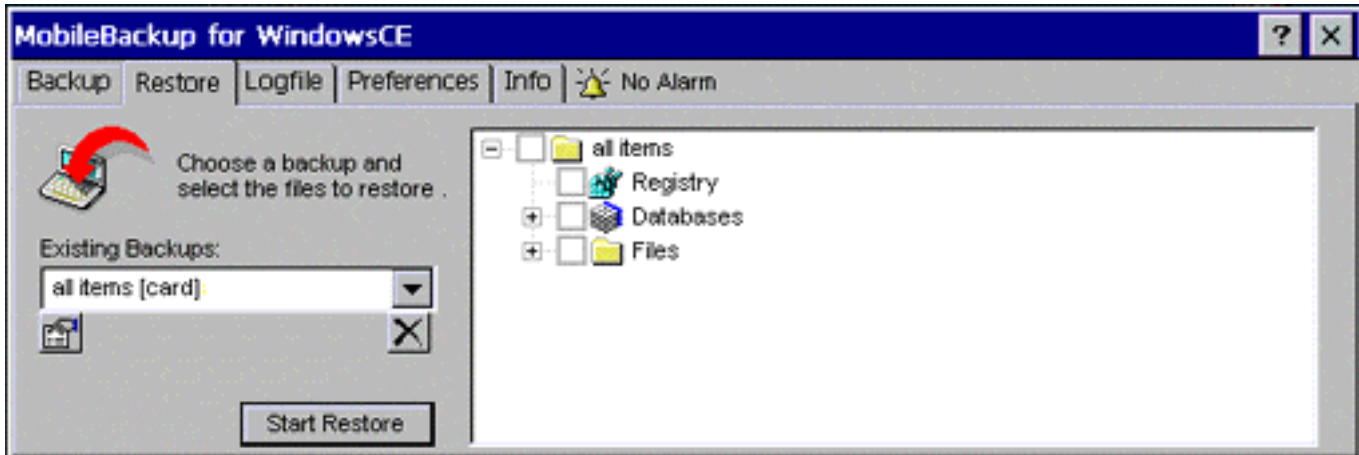 MobileBackup for WindowsCE ? X
Backup Restore Logfile Preferences Info No Alarm
Choose a backup and
select the files to restore .
Existing Backups:
all items [card]
Start Restore
all items
Registry
Databases
Files